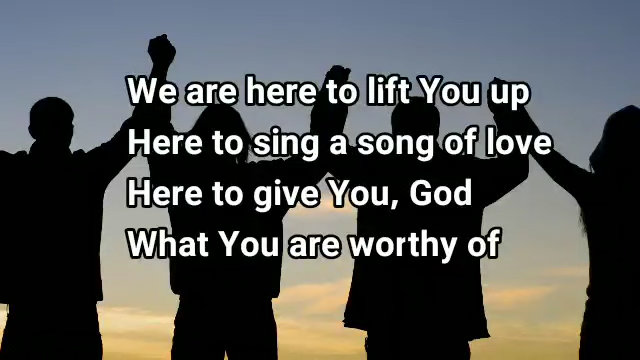 We are here to lift You up
Here to sing a song of love
Here to give You, God
What You are worthy of